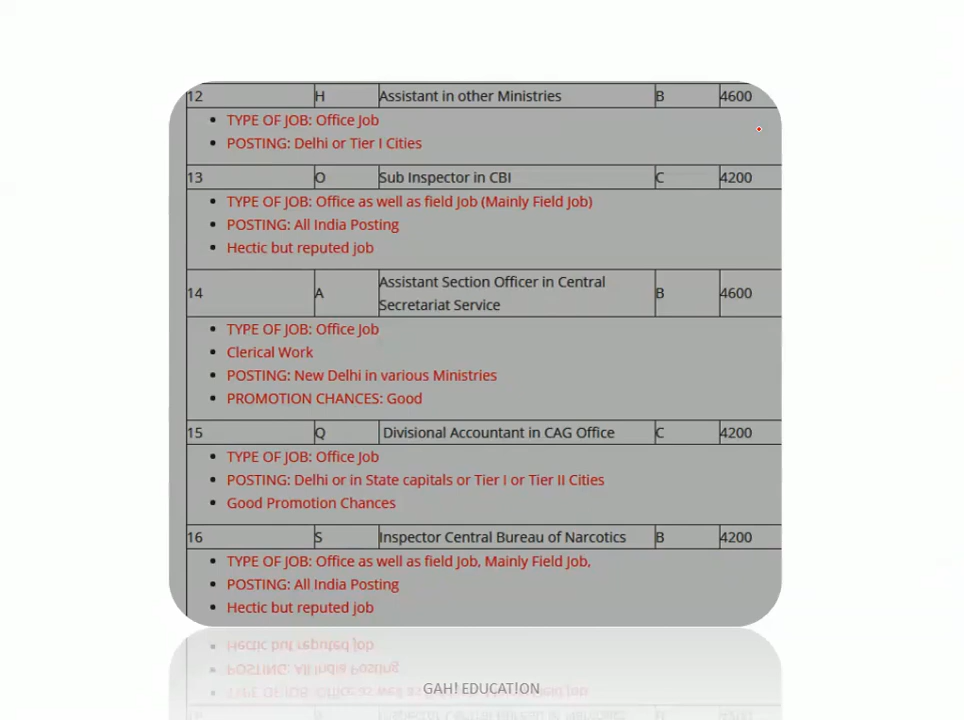 12 H Assistant in other Ministries B 4600
• TYPE OF JOB: Office Job
• POSTING: Delhi or Tier I Cities
13 O Sub Inspector in CBI C 4200
• TYPE OF JOB: Office as well as field Job (Mainly Field Job)
• POSTING: All India Posting
• Hectic but reputed job
14 A Assistant Section Officer in Central Secretariat Service B 4600
• TYPE OF JOB: Office Job
• Clerical Work
• POSTING: New Delhi in various Ministries
• PROMOTION CHANCES: Good
15 Q Divisional Accountant in CAG Office C 4200
• TYPE OF JOB: Office Job
• POSTING: Delhi or in State capitals or Tier I or Tier II Cities
• Good Promotion Chances
16 S Inspector Central Bureau of Narcotics B 4200
• TYPE OF JOB: Office as well as field Job, Mainly Field Job,
• POSTING: All India Posting
• Hectic but reputed job
GAH! EDUCATION